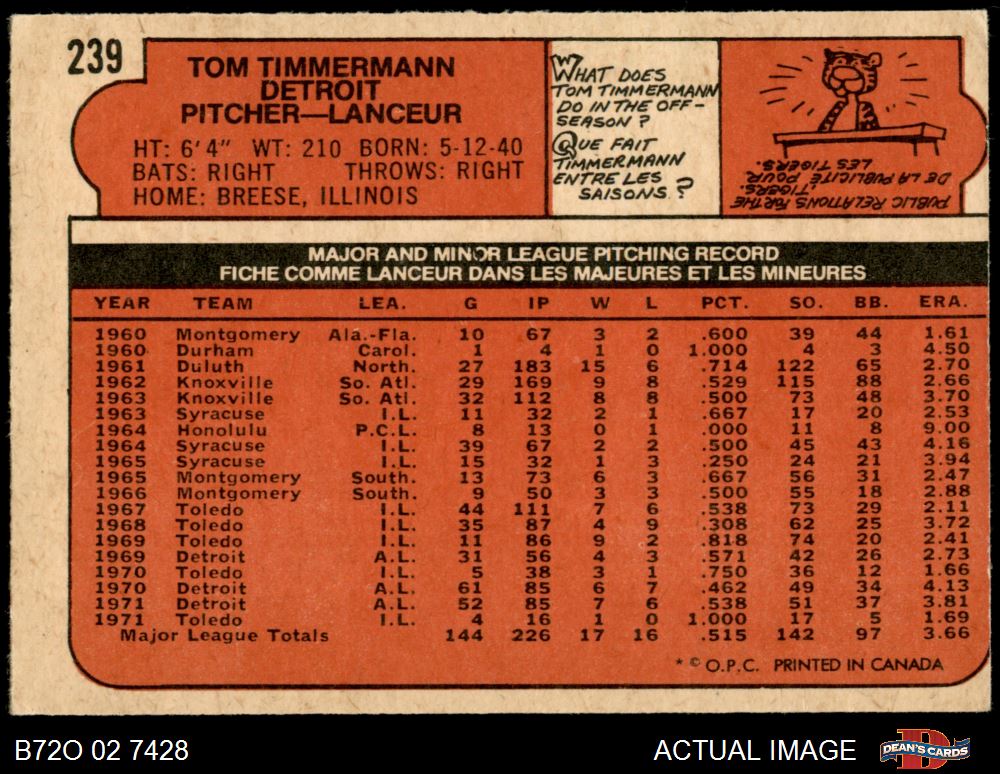 239
TOM TIMMERMANN
DETROIT
PITCHER—LANCEUR
HT: 6'4" WT: 210 BORN: 5-12-40
BATS: RIGHT THROWS: RIGHT
HOME: BREESE, ILLINOIS
WHAT DOES
TOM TIMMERMANN
DO IN THE OFF-
SEASON?
QUE FAIT
TIMMERMANN
ENTRE LES
SAISONS?
PUBLIC RELATIONS FOR THE
TIGERS.
DE LA PUBLICITÉ POUR
LES TIGERS.
MAJOR AND MINOR LEAGUE PITCHING RECORD
FICHE COMME LANCEUR DANS LES MAJEURES ET LES MINEURES
YEAR TEAM LEA. G IP W L PCT. SO. BB. ERA.
1960 Montgomery Ala.-Fla. 10 67 3 2 .600 39 44 1.61
1960 Durham Carol. 1 4 1 0 1.000 4 3 4.50
1961 Duluth North. 27 183 15 6 .714 122 65 2.70
1962 Knoxville So. Atl. 29 169 9 8 .529 115 88 2.66
1963 Knoxville So. Atl. 32 112 8 8 .500 73 48 3.70
1963 Syracuse I.L. 11 32 2 1 .667 17 20 2.53
1964 Honolulu P.C.L. 8 13 0 1 .000 11 8 9.00
1964 Syracuse I.L. 39 67 2 2 .500 45 43 4.16
1965 Syracuse I.L. 15 32 1 3 .250 24 21 3.94
1965 Montgomery South. 13 73 6 3 .667 56 31 2.47
1966 Montgomery South. 9 50 3 3 .500 55 18 2.88
1967 Toledo I.L. 44 111 7 6 .538 73 29 2.11
1968 Toledo I.L. 35 87 4 9 .308 62 25 3.72
1969 Toledo I.L. 11 86 9 2 .818 74 20 2.41
1969 Detroit A.L. 31 56 4 3 .571 42 26 2.73
1970 Toledo I.L. 5 38 3 1 .750 36 12 1.66
1970 Detroit A.L. 61 85 6 7 .462 49 34 4.13
1971 Detroit A.L. 52 85 7 6 .538 51 37 3.81
1971 Toledo I.L. 4 16 1 0 1.000 17 5 1.69
Major League Totals 144 226 17 16 .515 142 97 3.66
* © O.P.C. PRINTED IN CANADA
B72O 02 7428
ACTUAL IMAGE
DEAN'S CARDS